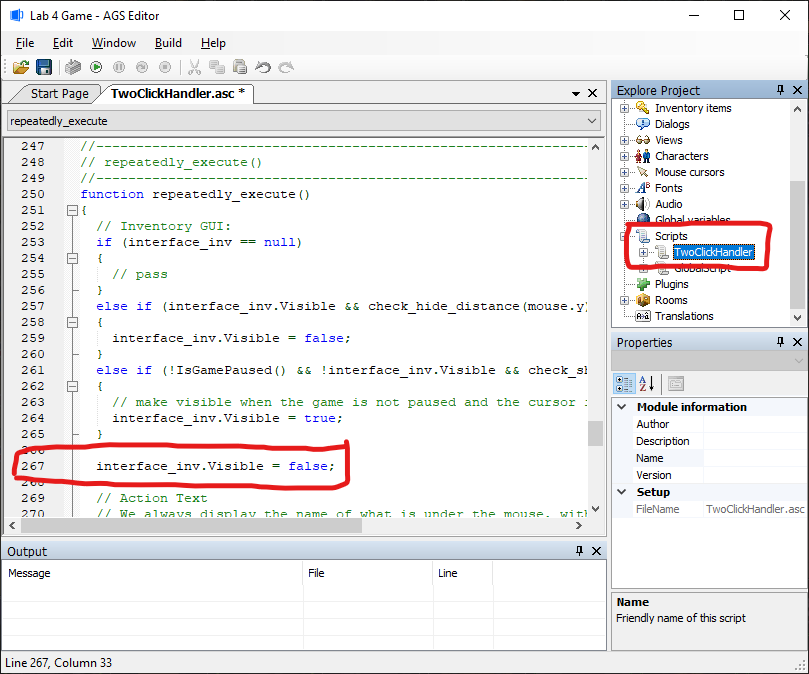 Lab 4 Game - AGS Editor
File Edit Window Build Help
Start Page TwoClickHandler.asc *
repeatedly_execute
247 //------------------------------------------------------------
248 // repeatedly_execute()
249 //------------------------------------------------------------
250 function repeatedly_execute()
251 {
252 // Inventory GUI:
253 if (interface_inv == null)
254 {
255 // pass
256 }
257 else if (interface_inv.Visible && check_hide_distance(mouse.y)
258 {
259 interface_inv.Visible = false;
260 }
261 else if (!IsGamePaused() && !interface_inv.Visible && check_sh
262 {
263 // make visible when the game is not paused and the cursor
264 interface_inv.Visible = true;
265 }
266
267 interface_inv.Visible = false;
268
269 // Action Text
270 // We always display the name of what is under the mouse, with
Explore Project
Inventory items
Dialogs
Views
Characters
Mouse cursors
Fonts
Audio
Global variables
Scripts
TwoClickHandler
GlobalScript
Plugins
Rooms
Translations
Properties
Module information
Author
Description
Name
Version
Setup
FileName TwoClickHandler.asc
Name
Friendly name of this script
Output
Message File Line
Line 267, Column 33